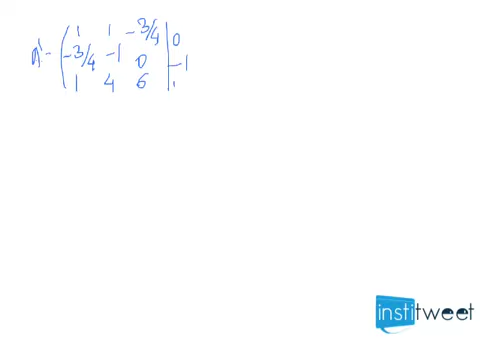 A' = ( 1 1 -3/4 | 0
-3/4 -1 0 | -1
1 4 6 | 1
institweet